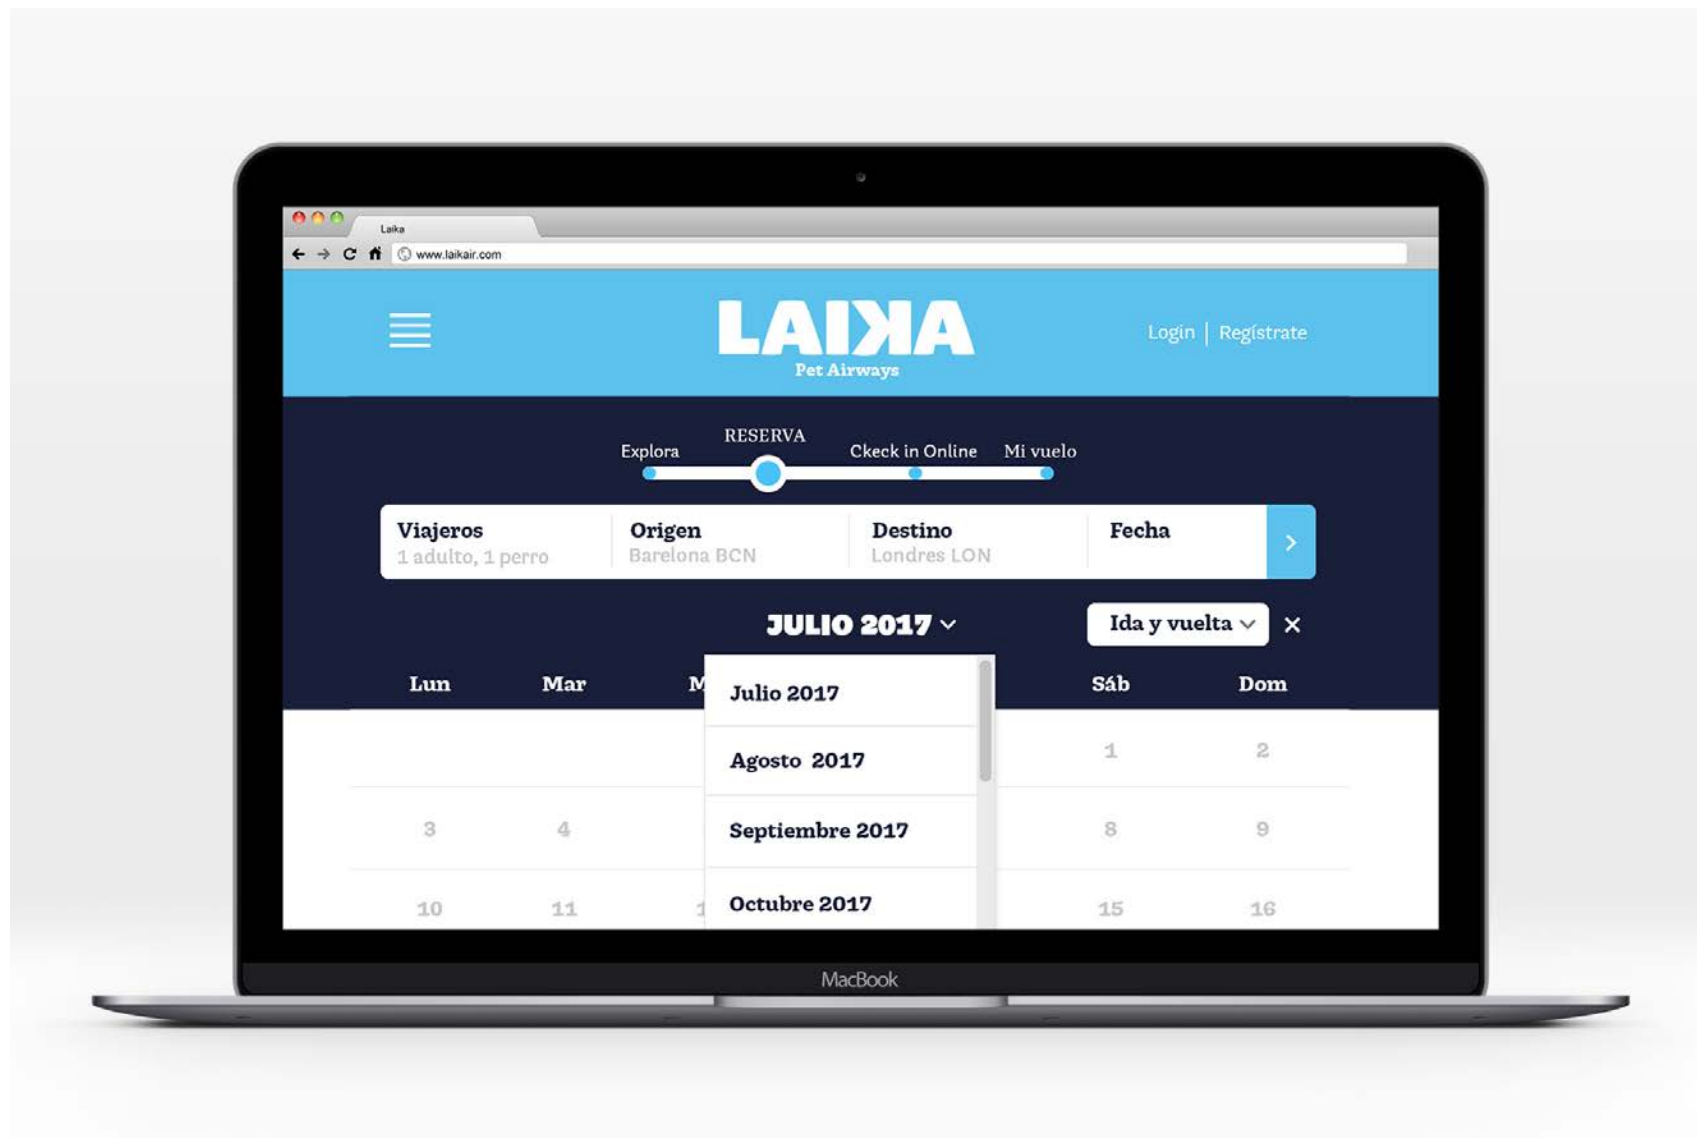 Laika
www.laikair.com
LAIKA
Pet Airways
Login | Regístrate
Explora
RESERVA
Ckeck in Online
Mi vuelo
Viajeros
1 adulto, 1 perro
Origen
Barelona BCN
Destino
Londres LON
Fecha
JULIO 2017
Ida y vuelta
Lun Mar M Sáb Dom
Julio 2017
Agosto 2017
Septiembre 2017
Octubre 2017
1 2
3 4 8 9
10 11 1 15 16
MacBook